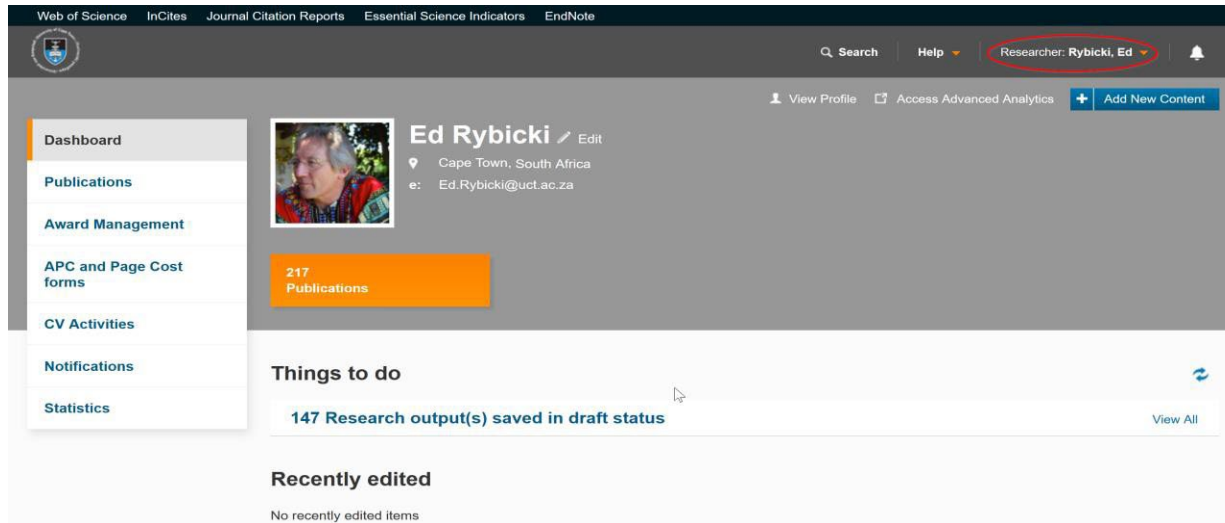 Web of Science InCites Journal Citation Reports Essential Science Indicators EndNote
Search Help Researcher: Rybicki, Ed
View Profile Access Advanced Analytics + Add New Content
Dashboard
Publications
Award Management
APC and Page Cost
forms
CV Activities
Notifications
Statistics
Ed Rybicki Edit
Cape Town, South Africa
e: Ed.Rybicki@uct.ac.za
217
Publications
Things to do
147 Research output(s) saved in draft status View All
Recently edited
No recently edited items